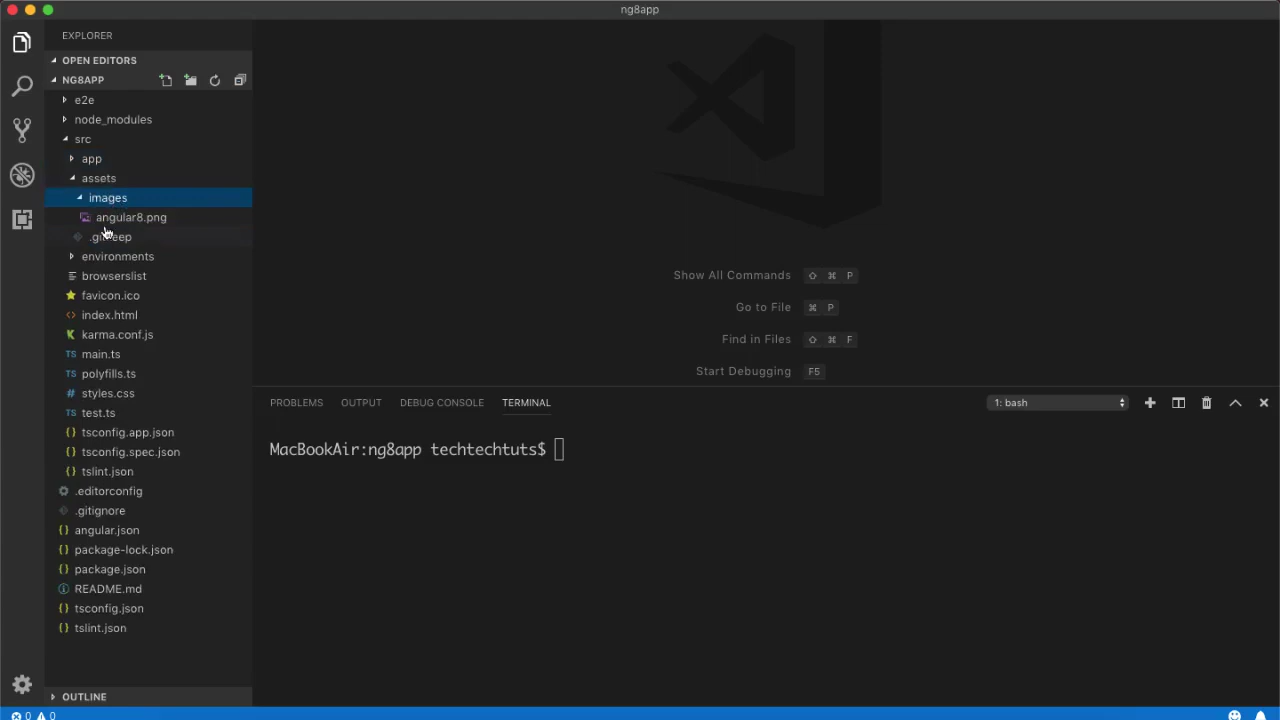 ng8app
EXPLORER
OPEN EDITORS
NG8APP
e2e
node_modules
src
app
assets
images
angular8.png
environments
browserslist
favicon.ico
index.html
karma.conf.js
TS main.ts
TS polyfills.ts
# styles.css
TS test.ts
{} tsconfig.app.json
{} tsconfig.spec.json
{} tslint.json
.editorconfig
.gitignore
{} angular.json
{} package-lock.json
{} package.json
README.md
{} tsconfig.json
{} tslint.json
OUTLINE
0 0
Show All Commands ⇧ ⌘ P
Go to File ⌘ P
Find in Files ⇧ ⌘ F
Start Debugging F5
PROBLEMS OUTPUT DEBUG CONSOLE TERMINAL 1: bash
MacBookAir:ng8app techtechtuts$